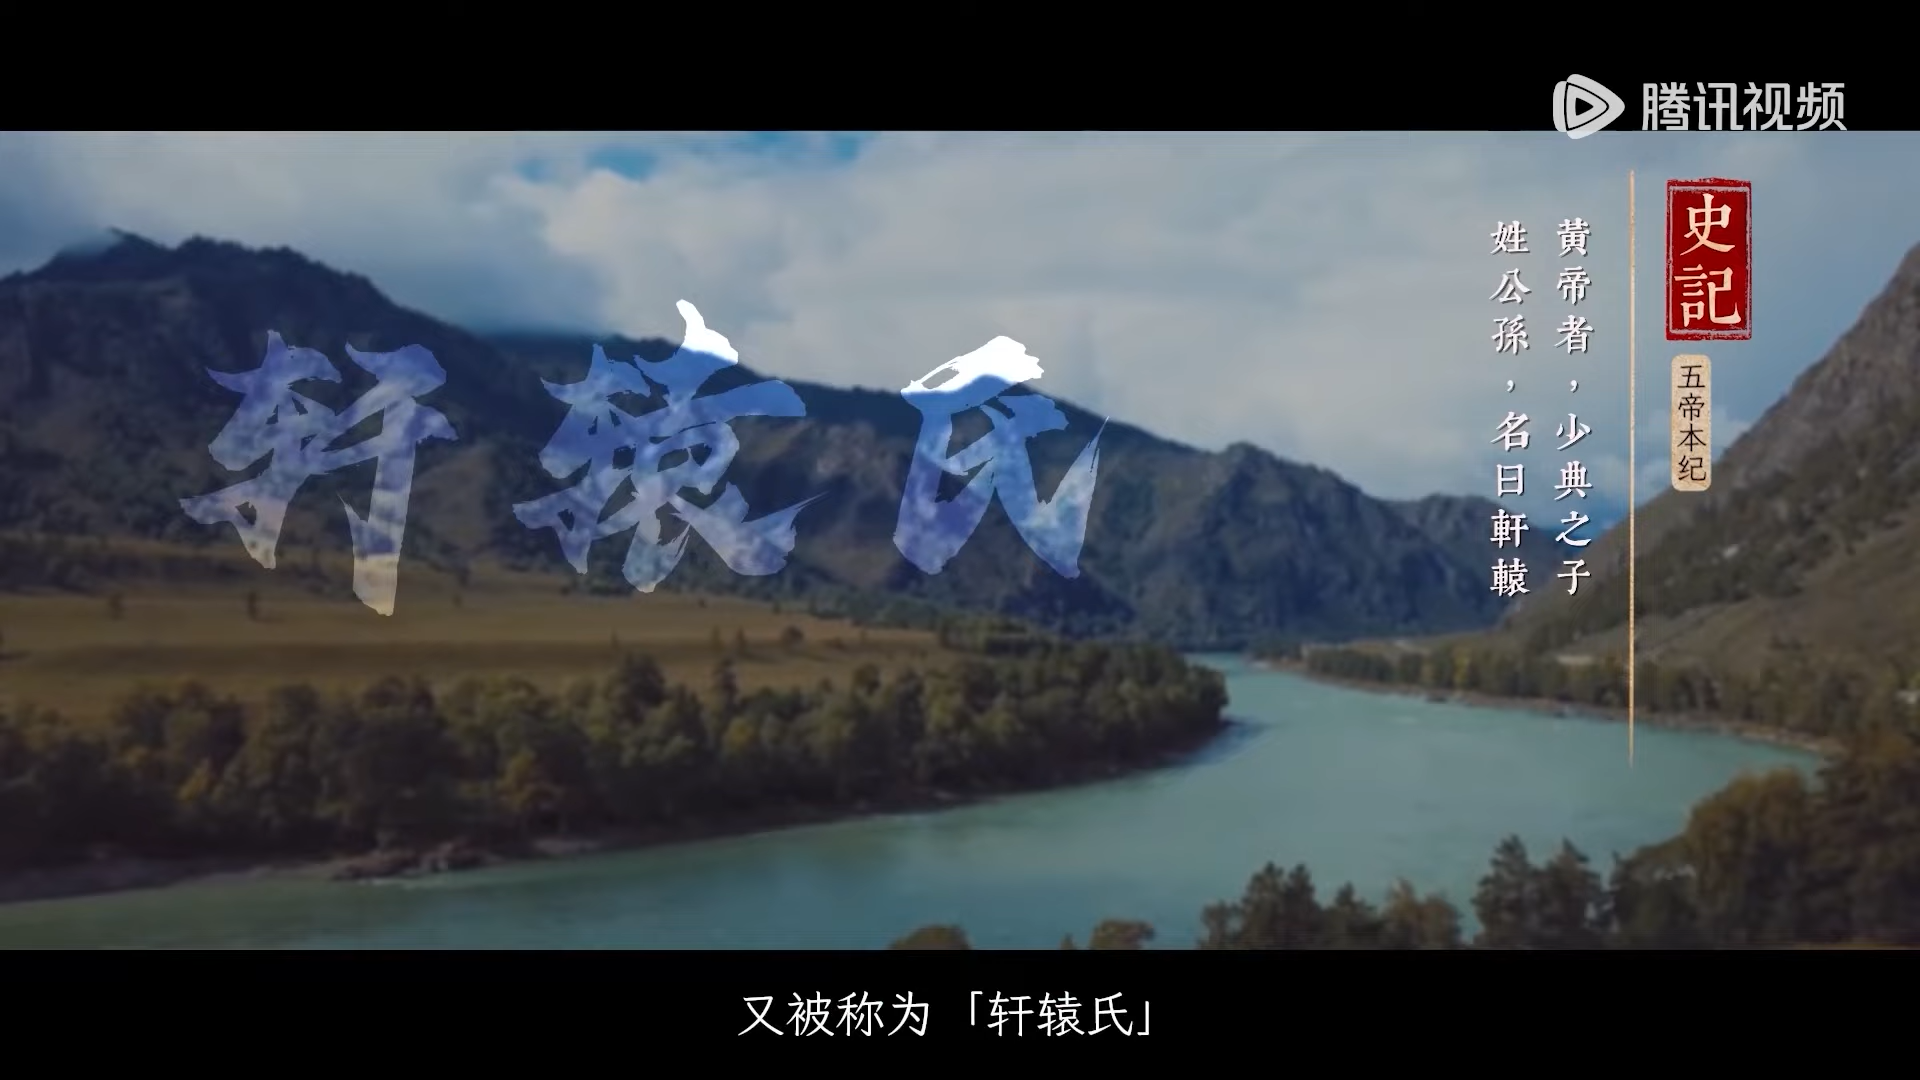 腾讯视频
史記
五帝本纪
黃帝者，少典之子
姓公孫，名曰軒轅
轩辕氏
又被称为「轩辕氏」